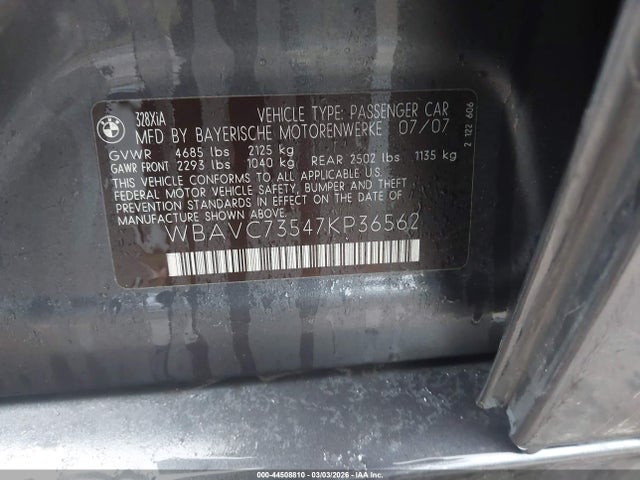 BMW
328XiA
VEHICLE TYPE: PASSENGER CAR
MFD BY BAYERISCHE MOTORENWERKE 07/07
GVWR 4685 lbs 2125 kg
GAWR FRONT 2293 lbs 1040 kg REAR 2502 lbs 1135 kg
THIS VEHICLE CONFORMS TO ALL APPLICABLE U.S.
FEDERAL MOTOR VEHICLE SAFETY, BUMPER AND THEFT
PREVENTION STANDARDS IN EFFECT ON THE DATE OF
MANUFACTURE SHOWN ABOVE.
WBAVC73547KP36562
2 122 606
000-44508810 - 03/03/2026 - IAA Inc.